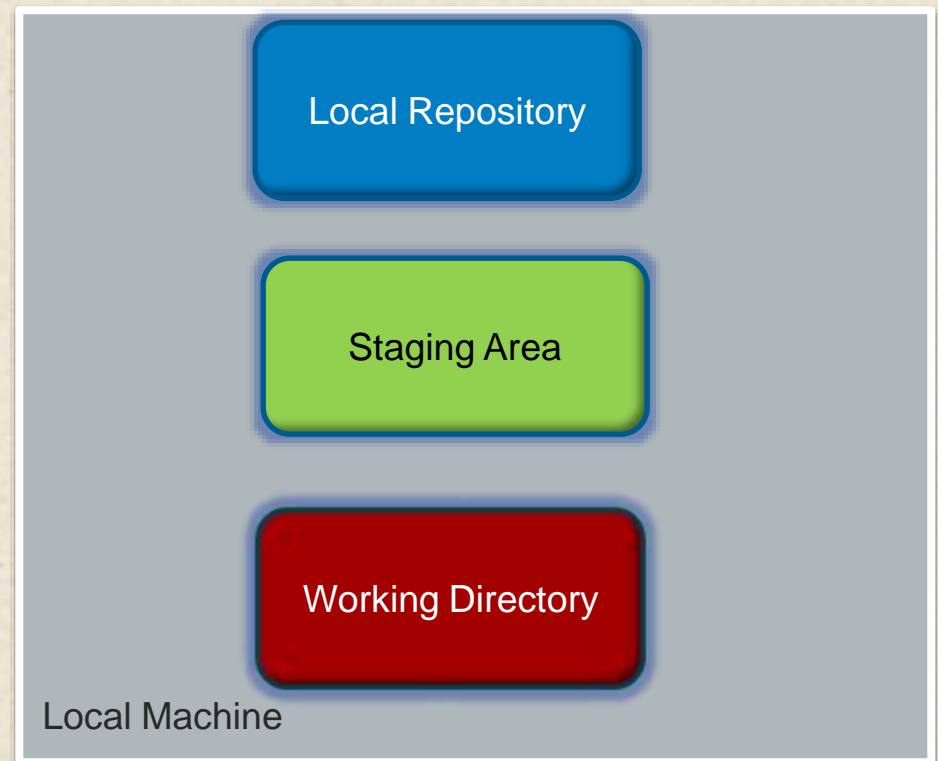 Local Repository
Staging Area
Working Directory
Local Machine